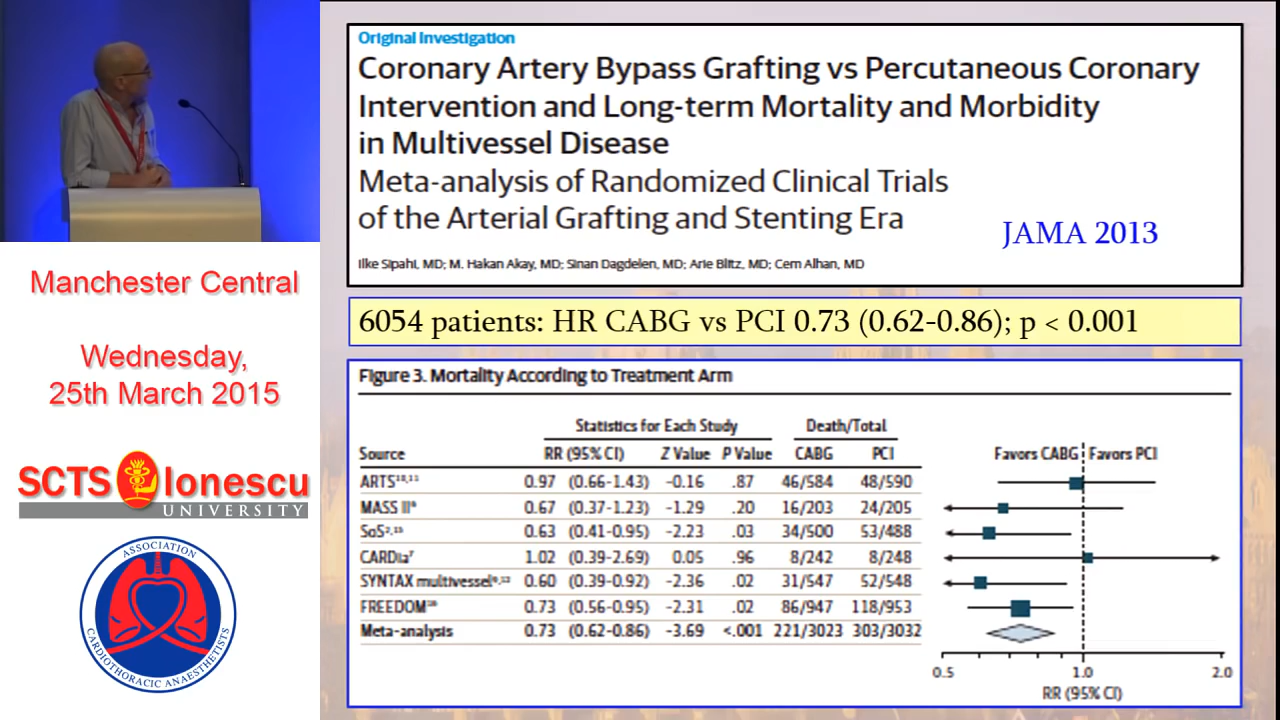 Manchester Central
Wednesday,
25th March 2015
SCTS Ionescu
UNIVERSITY
ASSOCIATION
CARDIOTHORACIC ANAESTHETISTS
Original Investigation
Coronary Artery Bypass Grafting vs Percutaneous Coronary
Intervention and Long-term Mortality and Morbidity
in Multivessel Disease
Meta-analysis of Randomized Clinical Trials
of the Arterial Grafting and Stenting Era
JAMA 2013
Ilke Sipahi, MD; M. Hakan Akay, MD; Sinan Dagdelen, MD; Arie Blitz, MD; Cem Alhan, MD
6054 patients: HR CABG vs PCI 0.73 (0.62-0.86); p < 0.001
Figure 3. Mortality According to Treatment Arm
Statistics for Each Study Death/Total
Source RR (95% CI) Z Value P Value CABG PCI Favors CABG Favors PCI
ARTS 0.97 (0.66-1.43) -0.16 .87 46/584 48/590
MASS II 0.67 (0.37-1.23) -1.29 .20 16/203 24/205
SoS 0.63 (0.41-0.95) -2.23 .03 34/500 53/488
CARDia 1.02 (0.39-2.69) 0.05 .96 8/242 8/248
SYNTAX multivessel 0.60 (0.39-0.92) -2.36 .02 31/547 52/548
FREEDOM 0.73 (0.56-0.95) -2.31 .02 86/947 118/953
Meta-analysis 0.73 (0.62-0.86) -3.69 <.001 221/3023 303/3032
0.5 1.0 2.0
RR (95% CI)